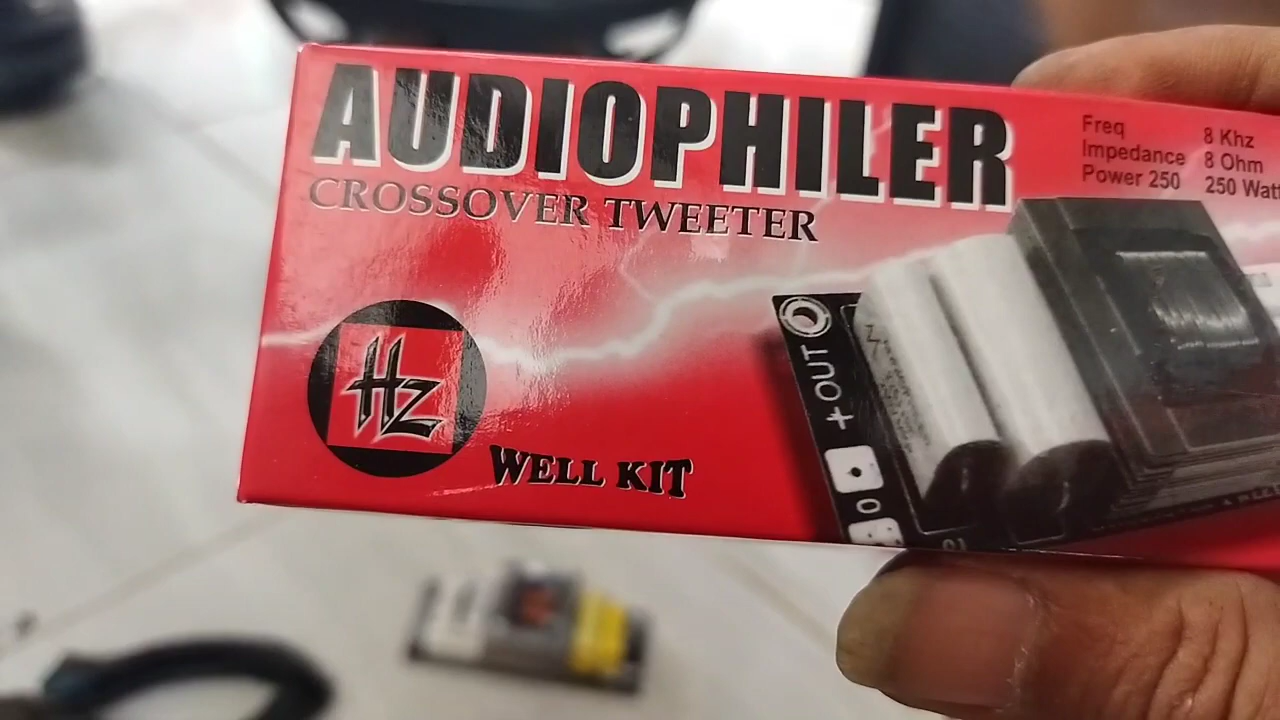 AUDIOPHILER
CROSSOVER TWEETER
Freq 8 Khz
Impedance 8 Ohm
Power 250 250 Watt
Hz
WELL KIT
+OUT